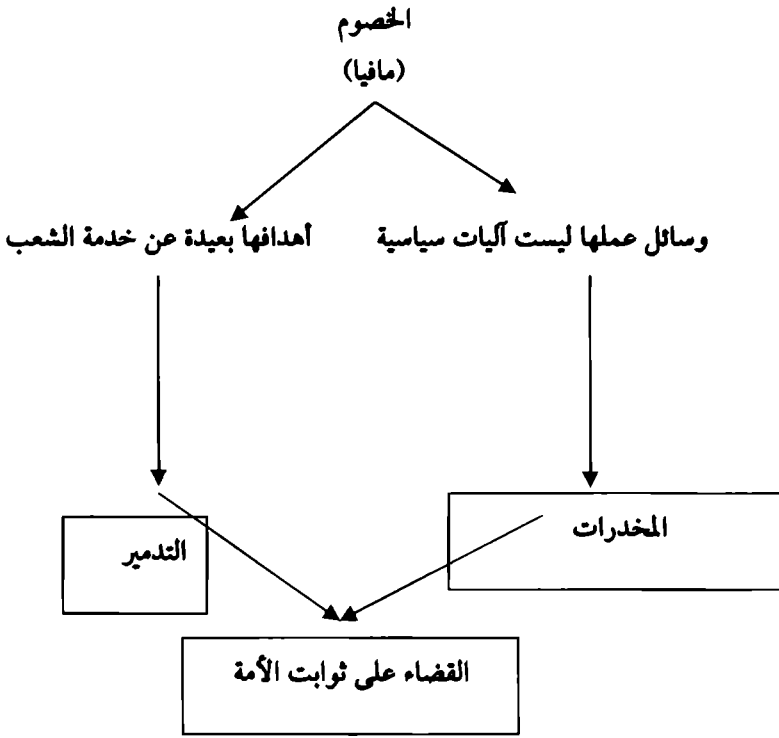 الخصوم
(مافيا)
وسائل عملها ليست آليات سياسية
أهدافها بعيدة عن خدمة الشعب
المخدرات
التدمير
القضاء على ثوابت الأمة